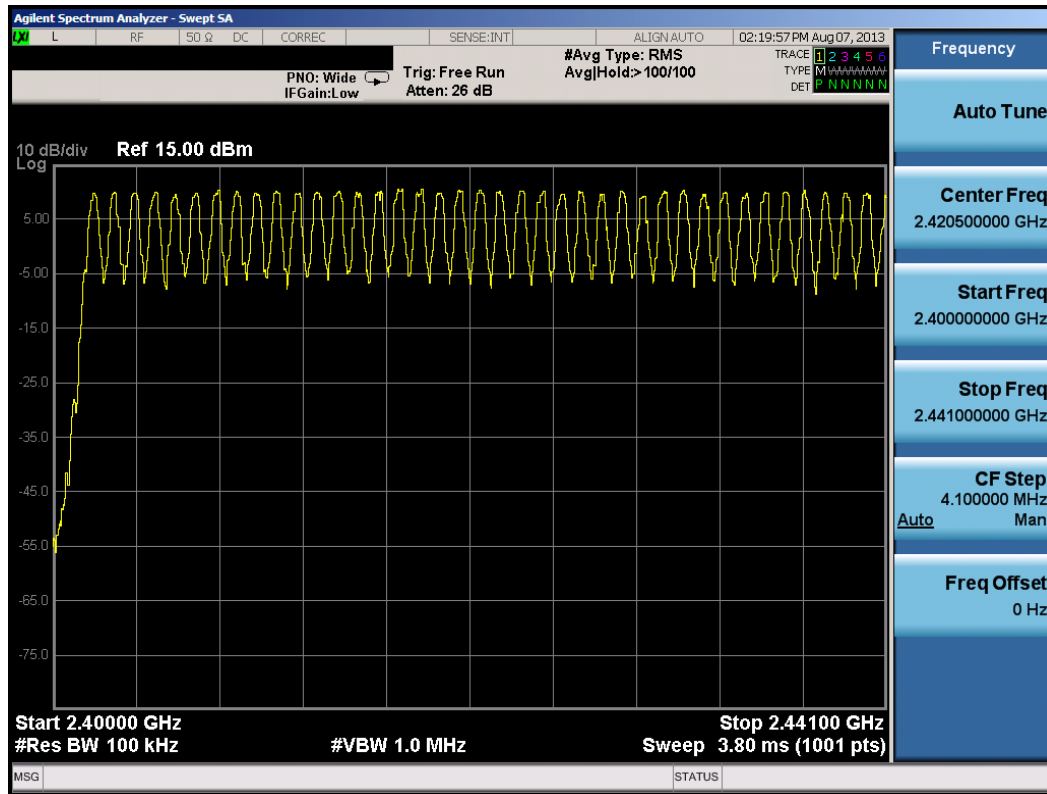 Agilent Spectrum Analyzer - Swept SA
LXI L RF 50 Ω DC CORREC SENSE:INT ALIGN AUTO 02:19:57 PM Aug 07, 2013
Frequency
PNO: Wide
IFGain:Low
Trig: Free Run
Atten: 26 dB
#Avg Type: RMS
Avg|Hold:> 100/100
TRACE 1 2 3 4 5 6
TYPE M W W W W W
DET P N N N N N
Auto Tune
10 dB/div Ref 15.00 dBm
Log
5.00
-5.00
-15.0
-25.0
-35.0
-45.0
-55.0
-65.0
-75.0
Center Freq
2.420500000 GHz
Start Freq
2.400000000 GHz
Stop Freq
2.441000000 GHz
CF Step
4.100000 MHz
Auto Man
Freq Offset
0 Hz
Start 2.40000 GHz Stop 2.44100 GHz
#Res BW 100 kHz #VBW 1.0 MHz Sweep 3.80 ms (1001 pts)
MSG STATUS